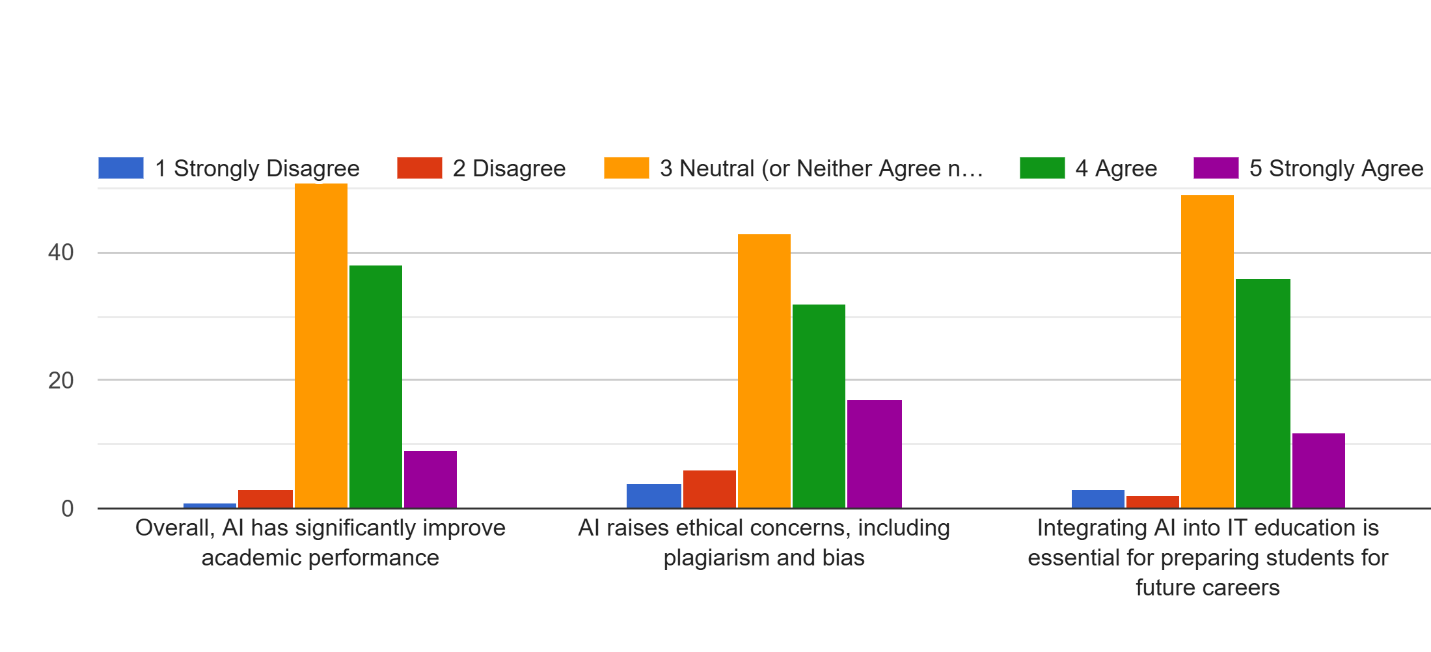 1 Strongly Disagree
2 Disagree
3 Neutral (or Neither Agree n…
4 Agree
5 Strongly Agree
40
20
0
Overall, AI has significantly improve
academic performance
AI raises ethical concerns, including
plagiarism and bias
Integrating AI into IT education is
essential for preparing students for
future careers